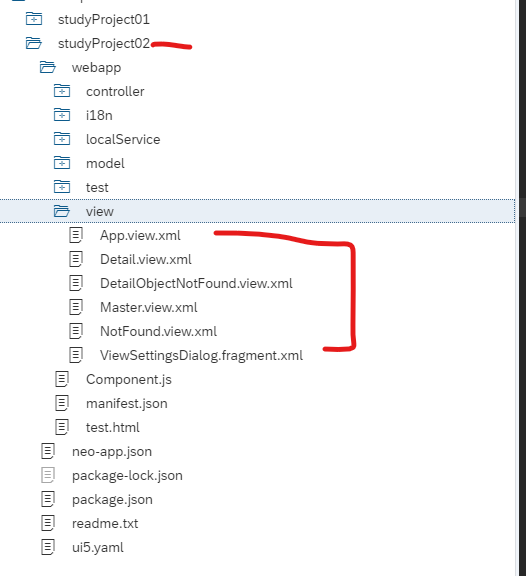 studyProject01
studyProject02
webapp
controller
i18n
localService
model
test
view
App.view.xml
Detail.view.xml
DetailObjectNotFound.view.xml
Master.view.xml
NotFound.view.xml
ViewSettingsDialog.fragment.xml
Component.js
manifest.json
test.html
neo-app.json
package-lock.json
package.json
readme.txt
ui5.yaml